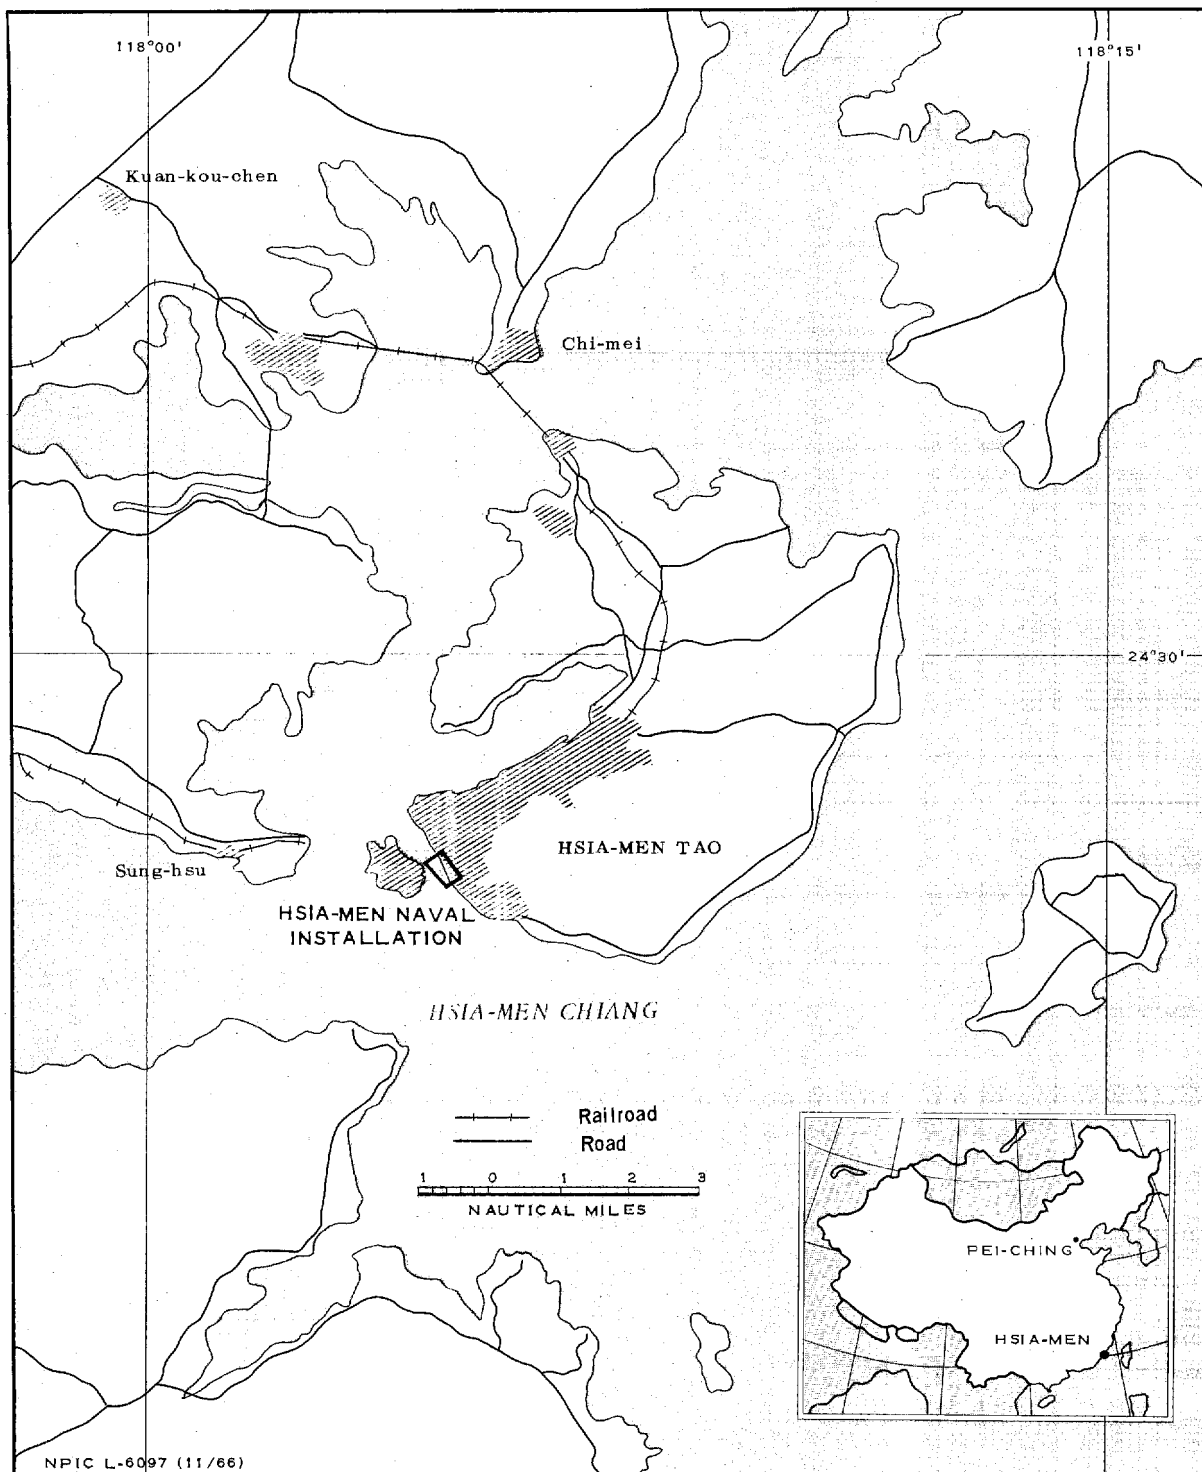 118°00'
118°15'
Kuan-kou-chen
Chi-mei
24°30'
HSIA-MEN TAO
Sung-hsu
HSIA-MEN NAVAL
INSTALLATION
HSIA-MEN CHIANG
Railroad
Road
1 0 1 2 3
NAUTICAL MILES
PEI-CHING
HSIA-MEN
NPIC L-6097 (11/66)